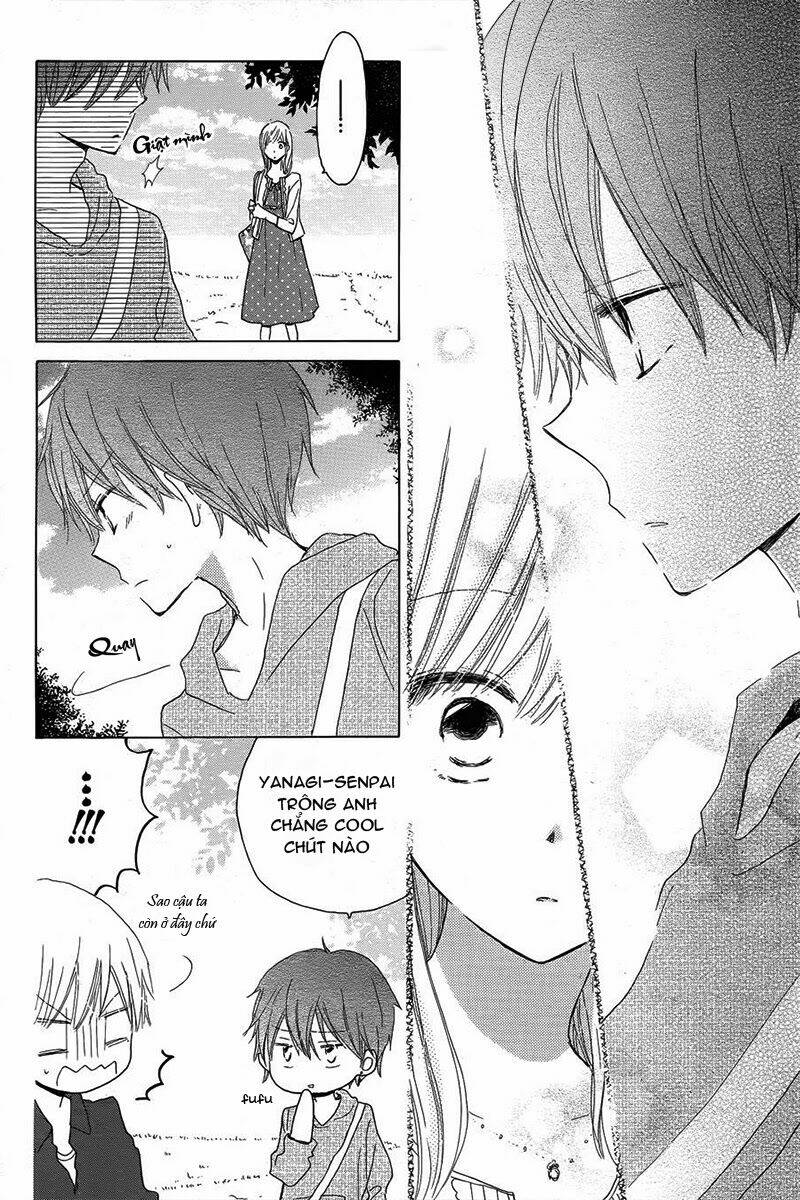 ......
Giật mình
Quay
...!!!
YANAGI-SENPAI
TRÔNG ANH
CHẲNG COOL
CHÚT NÀO
Sao cậu ta
còn ở đây chứ
fufu